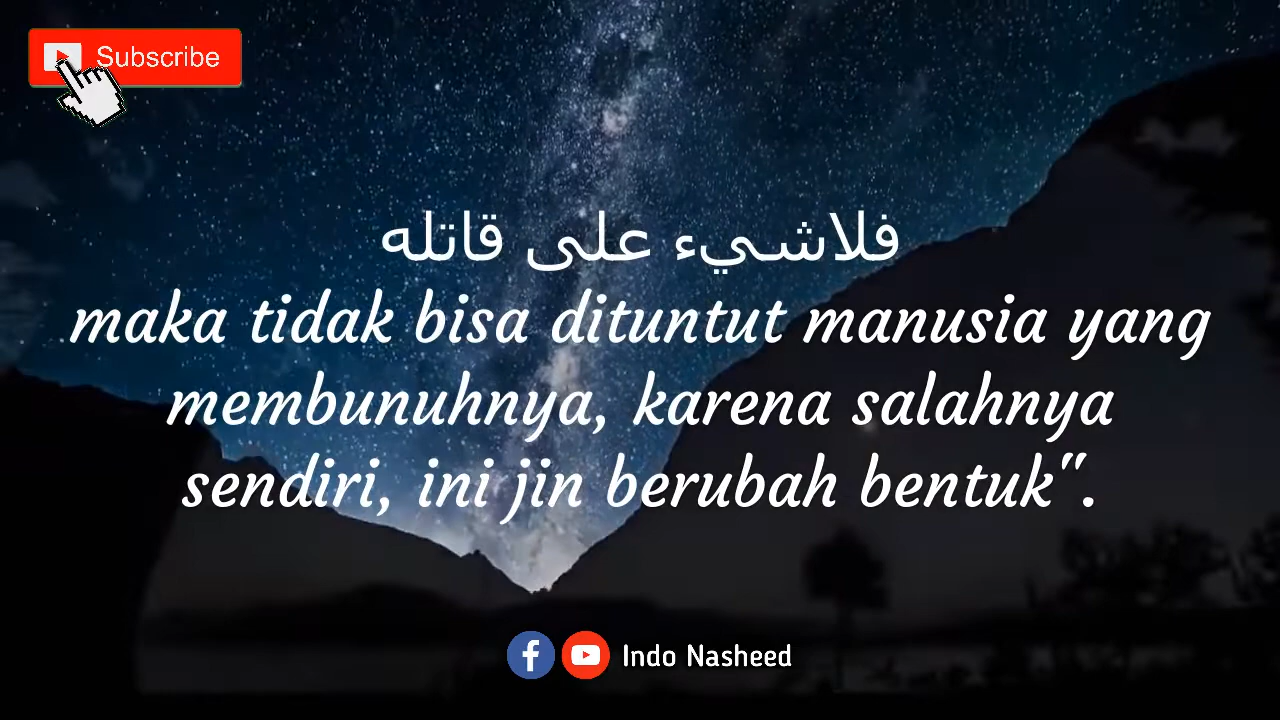 Subscribe
فلاشيء على قاتله
maka tidak bisa dituntut manusia yang
membunuhnya, karena salahnya
sendiri, ini jin berubah bentuk".
Indo Nasheed